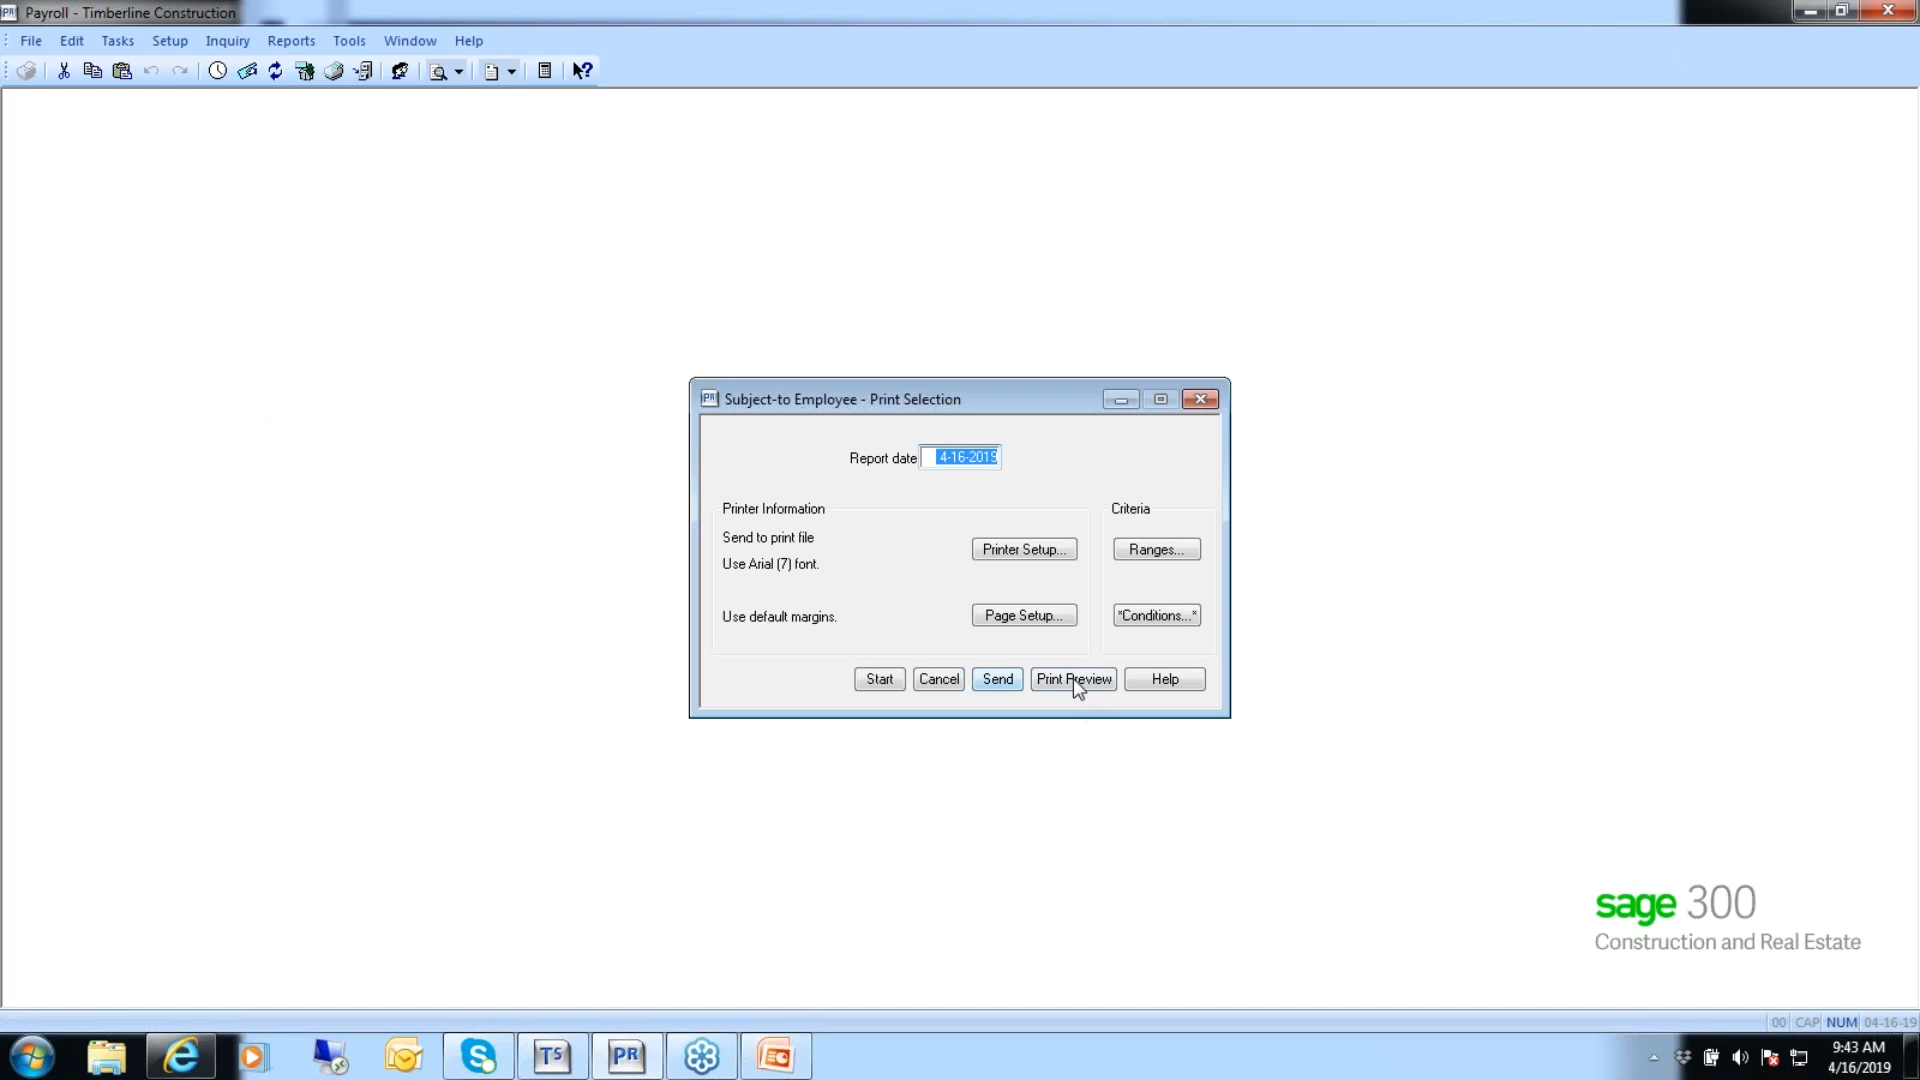 Payroll - Timberline Construction
File Edit Tasks Setup Inquiry Reports Tools Window Help
Subject-to Employee - Print Selection
Report date 4-16-2019
Printer Information
Criteria
Send to print file
Printer Setup...
Ranges...
Use Arial (7) font.
Use default margins.
Page Setup...
*Conditions...*
Start Cancel Send Print Preview Help
sage 300
Construction and Real Estate
00 CAP NUM 04-16-19
TS PR
9:43 AM
4/16/2019